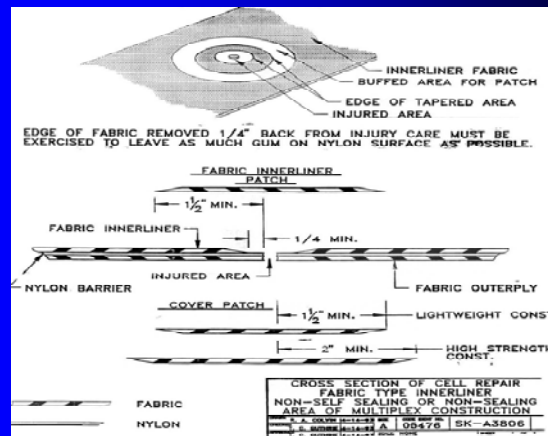 INNERLINER FABRIC
BUFFED AREA FOR PATCH
EDGE OF TAPERED AREA
INJURED AREA
EDGE OF FABRIC REMOVED 1/4" BACK FROM INJURY CARE MUST BE
EXERCISED TO LEAVE AS MUCH GUM ON NYLON SURFACE AS POSSIBLE.
FABRIC INNERLINER
PATCH
1½" MIN.
FABRIC INNERLINER
1/4 MIN.
INJURED AREA
NYLON BARRIER
FABRIC OUTERPLY
COVER PATCH
1½" MIN.
LIGHTWEIGHT CONST
2" MIN.
HIGH STRENGTH
CONST.
CROSS SECTION OF CELL REPAIR
FABRIC TYPE INNERLINER
NON-SELF SEALING OR NON-SEALING
AREA OF MULTIPLEX CONSTRUCTION
FABRIC
NYLON
A 00476 SK-A3806